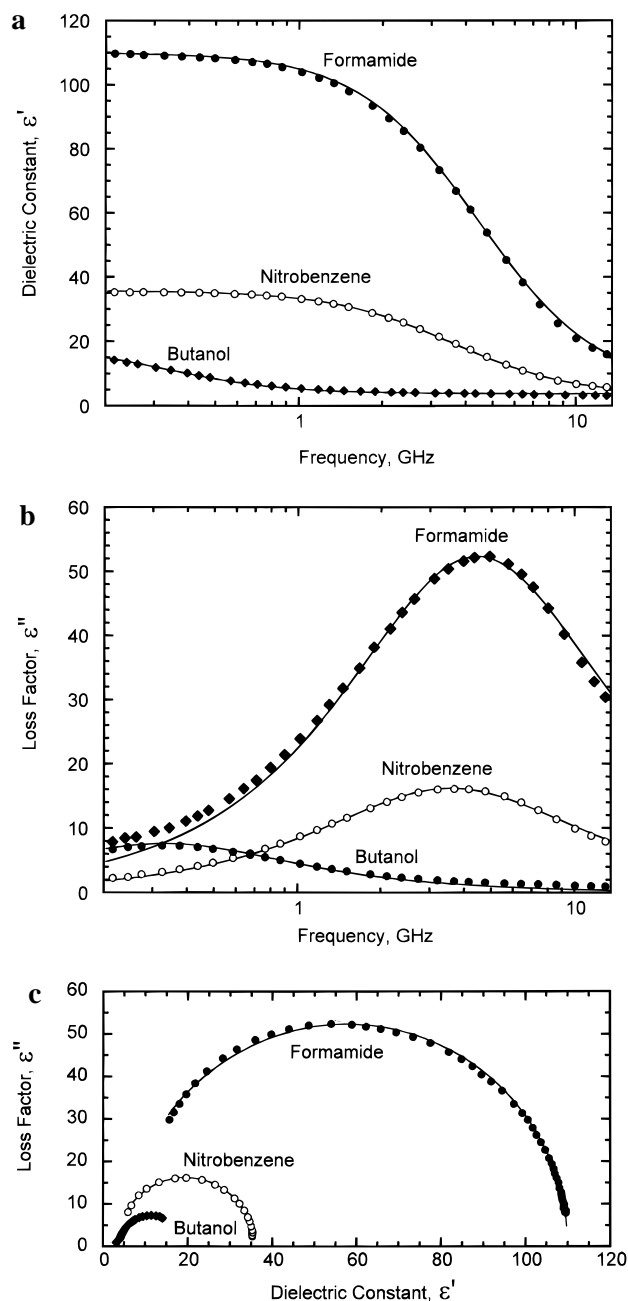 a
120
100
80
60
40
20
0
Dielectric Constant, ε'
Formamide
Nitrobenzene
Butanol
1
10
Frequency, GHz
b
60
50
40
30
20
10
0
Loss Factor, ε"
Formamide
Nitrobenzene
Butanol
1
10
Frequency, GHz
c
60
50
40
30
20
10
0
Loss Factor, ε"
Formamide
Nitrobenzene
Butanol
0 20 40 60 80 100 120
Dielectric Constant, ε'